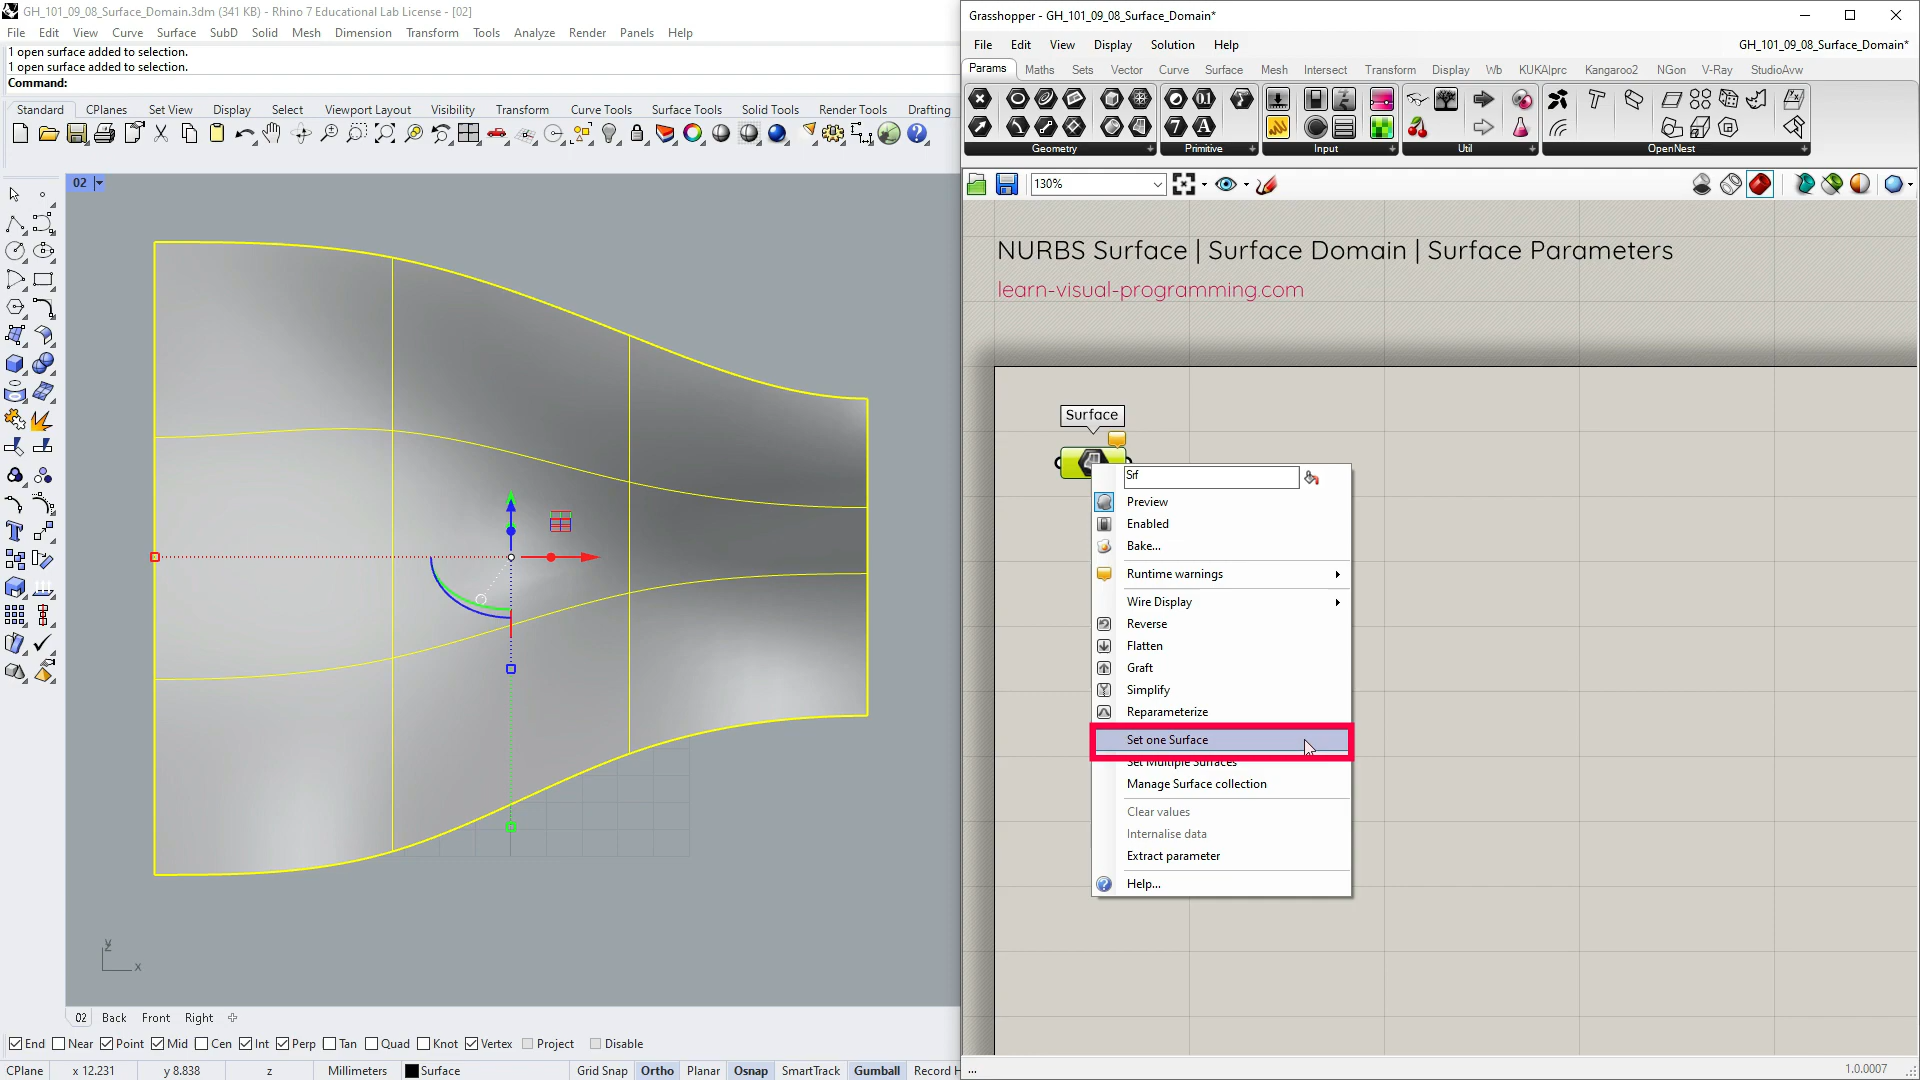 GH_101_09_08_Surface_Domain.3dm (341 KB) - Rhino 7 Educational Lab License - [02]
File Edit View Curve Surface SubD Solid Mesh Dimension Transform Tools Analyze Render Panels Help
1 open surface added to selection.
1 open surface added to selection.
Command:
Standard CPlanes Set View Display Select Viewport Layout Visibility Transform Curve Tools Surface Tools Solid Tools Render Tools Drafting
02
y
x
02 Back Front Right
End Near Point Mid Cen Int Perp Tan Quad Knot Vertex Project Disable
CPlane x 12.231 y 8.838 z Millimeters Surface Grid Snap Ortho Planar Osnap SmartTrack Gumball Record H
Grasshopper - GH_101_09_08_Surface_Domain*
File Edit View Display Solution Help GH_101_09_08_Surface_Domain*
Params Maths Sets Vector Curve Surface Mesh Intersect Transform Display Wb KUKA|prc Kangaroo2 NGon V-Ray StudioAvw
Geometry Primitive Input Util OpenNest
130%
NURBS Surface | Surface Domain | Surface Parameters
learn-visual-programming.com
Surface
Srf
Preview
Enabled
Bake...
Runtime warnings
Wire Display
Reverse
Flatten
Graft
Simplify
Reparameterize
Set one Surface
Set Multiple Surfaces
Manage Surface collection
Clear values
Internalise data
Extract parameter
Help...
... 1.0.0007